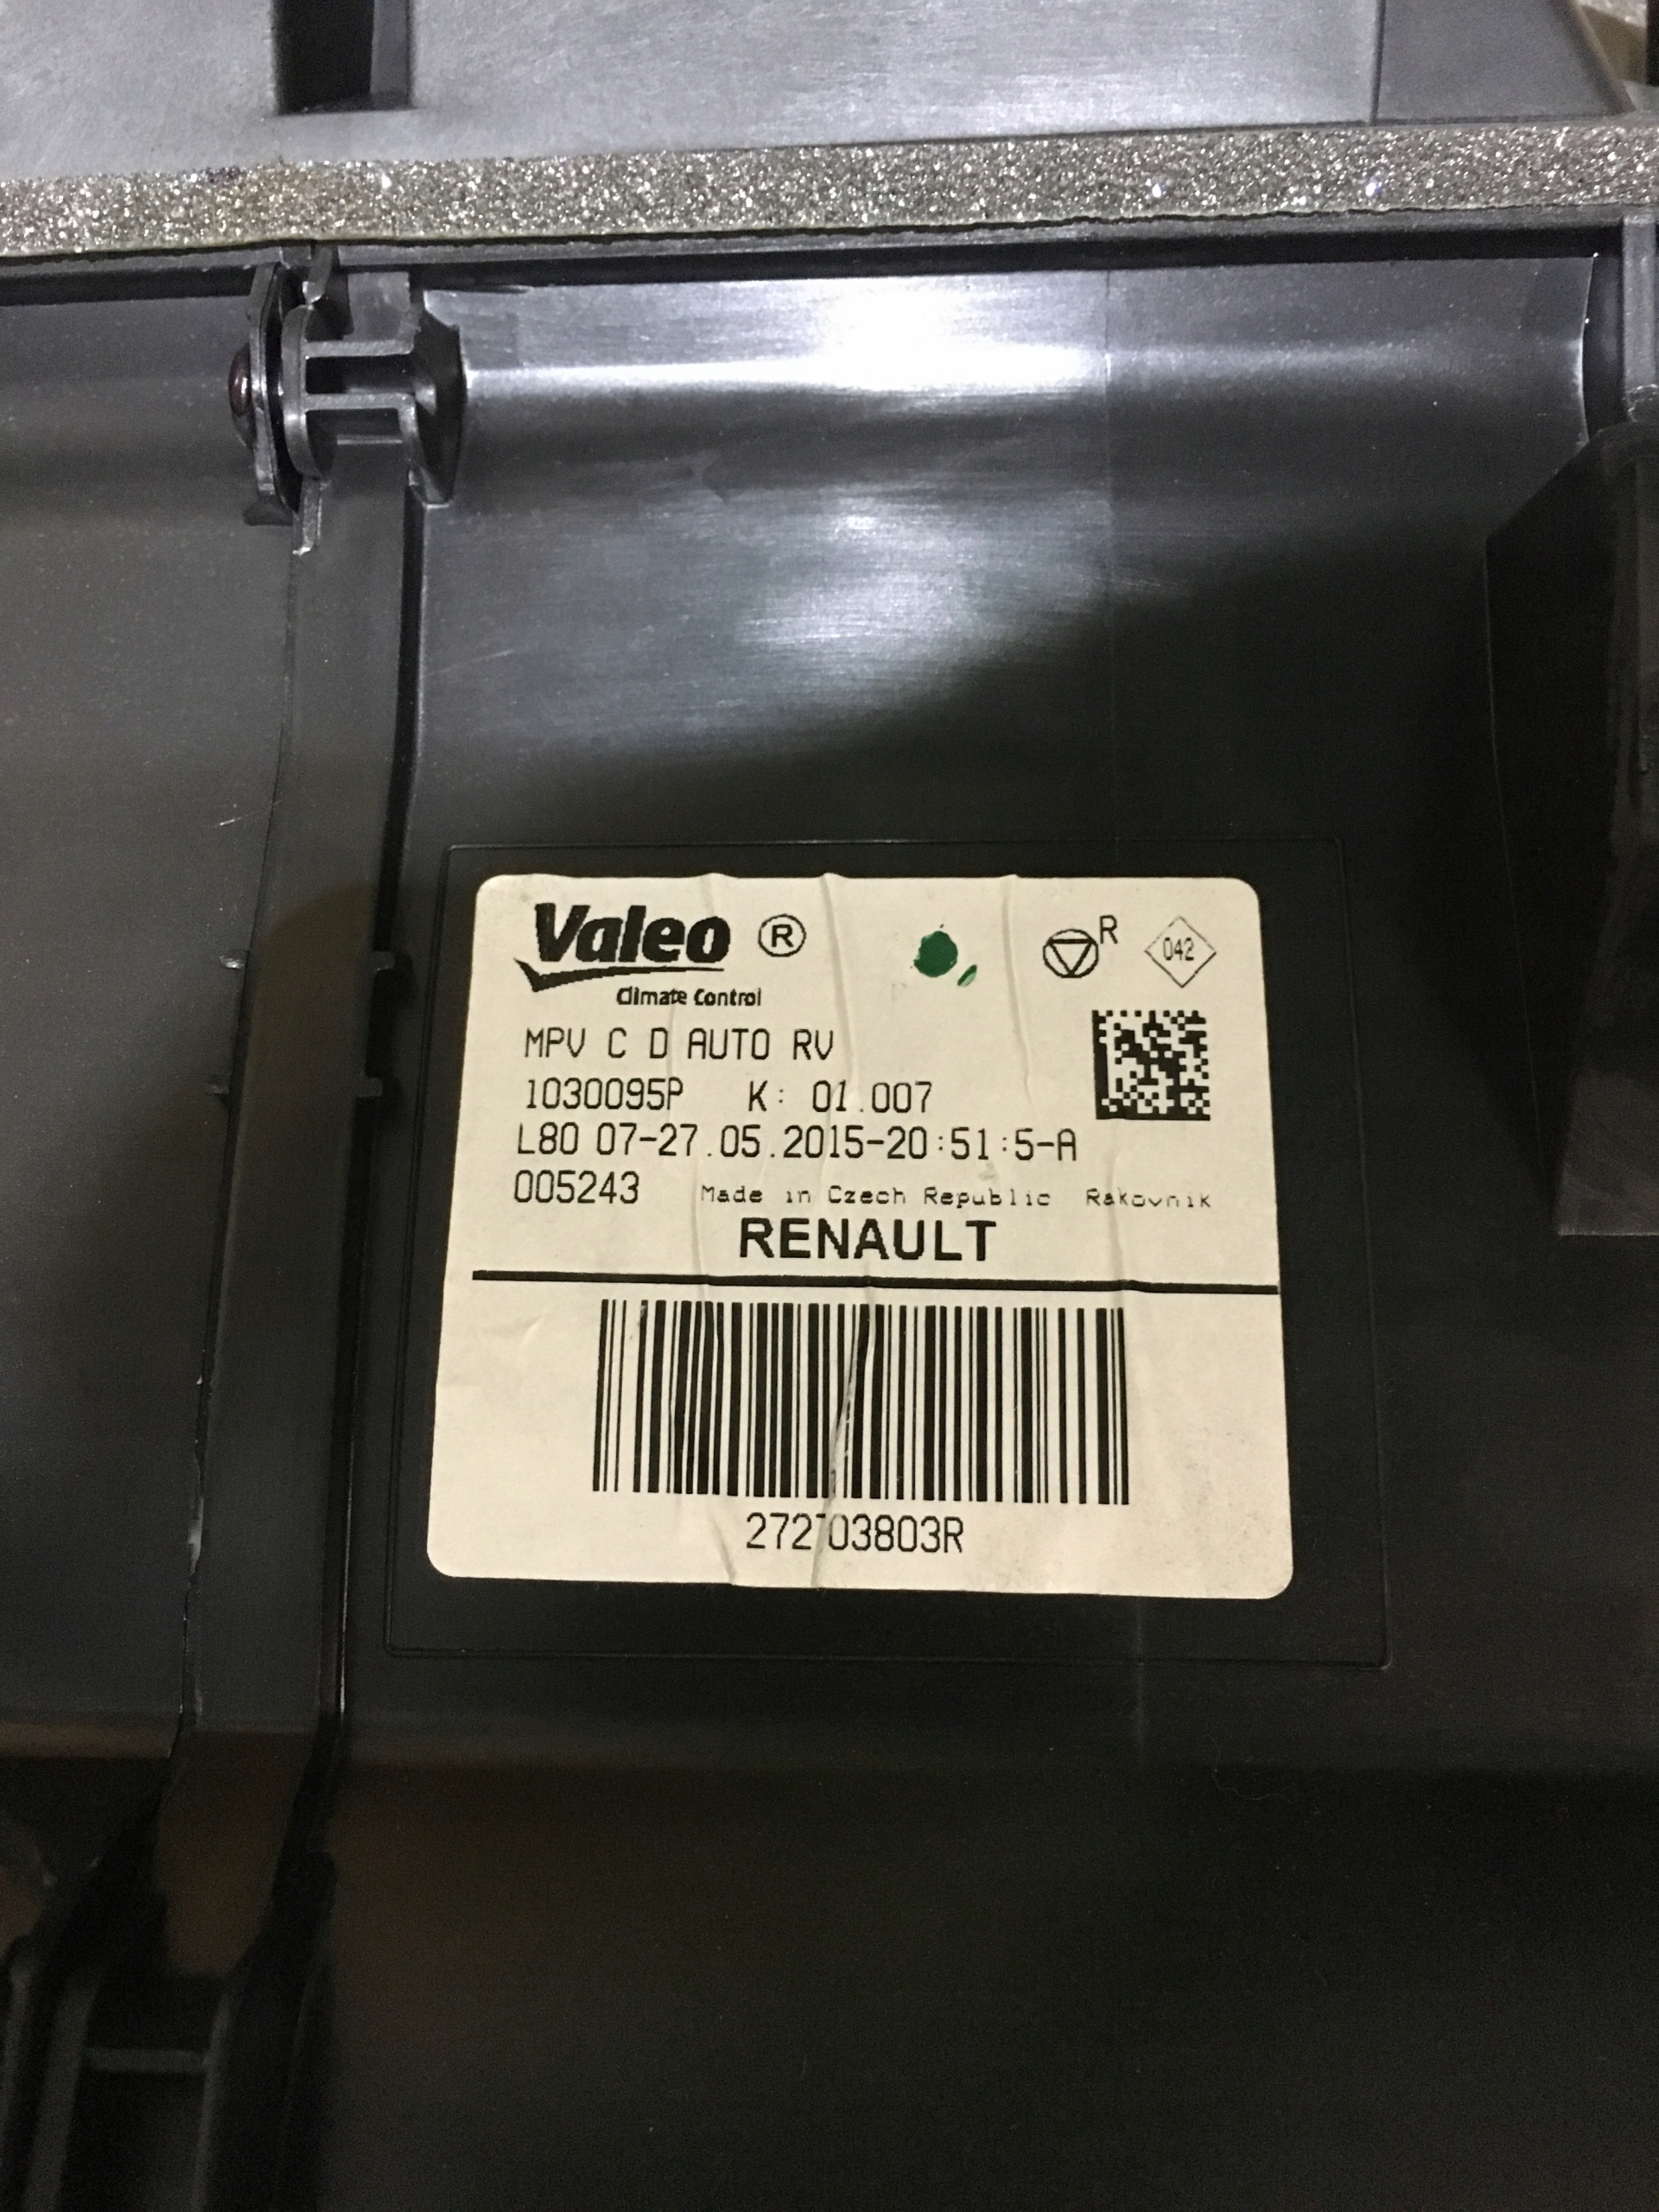 Valeo ®
Climate Control
R
042
MPV C D AUTO RV
1030095P K: 01.007
L80 07-27.05.2015-20:51:5-A
005243 Made in Czech Republic Rakovnik
RENAULT